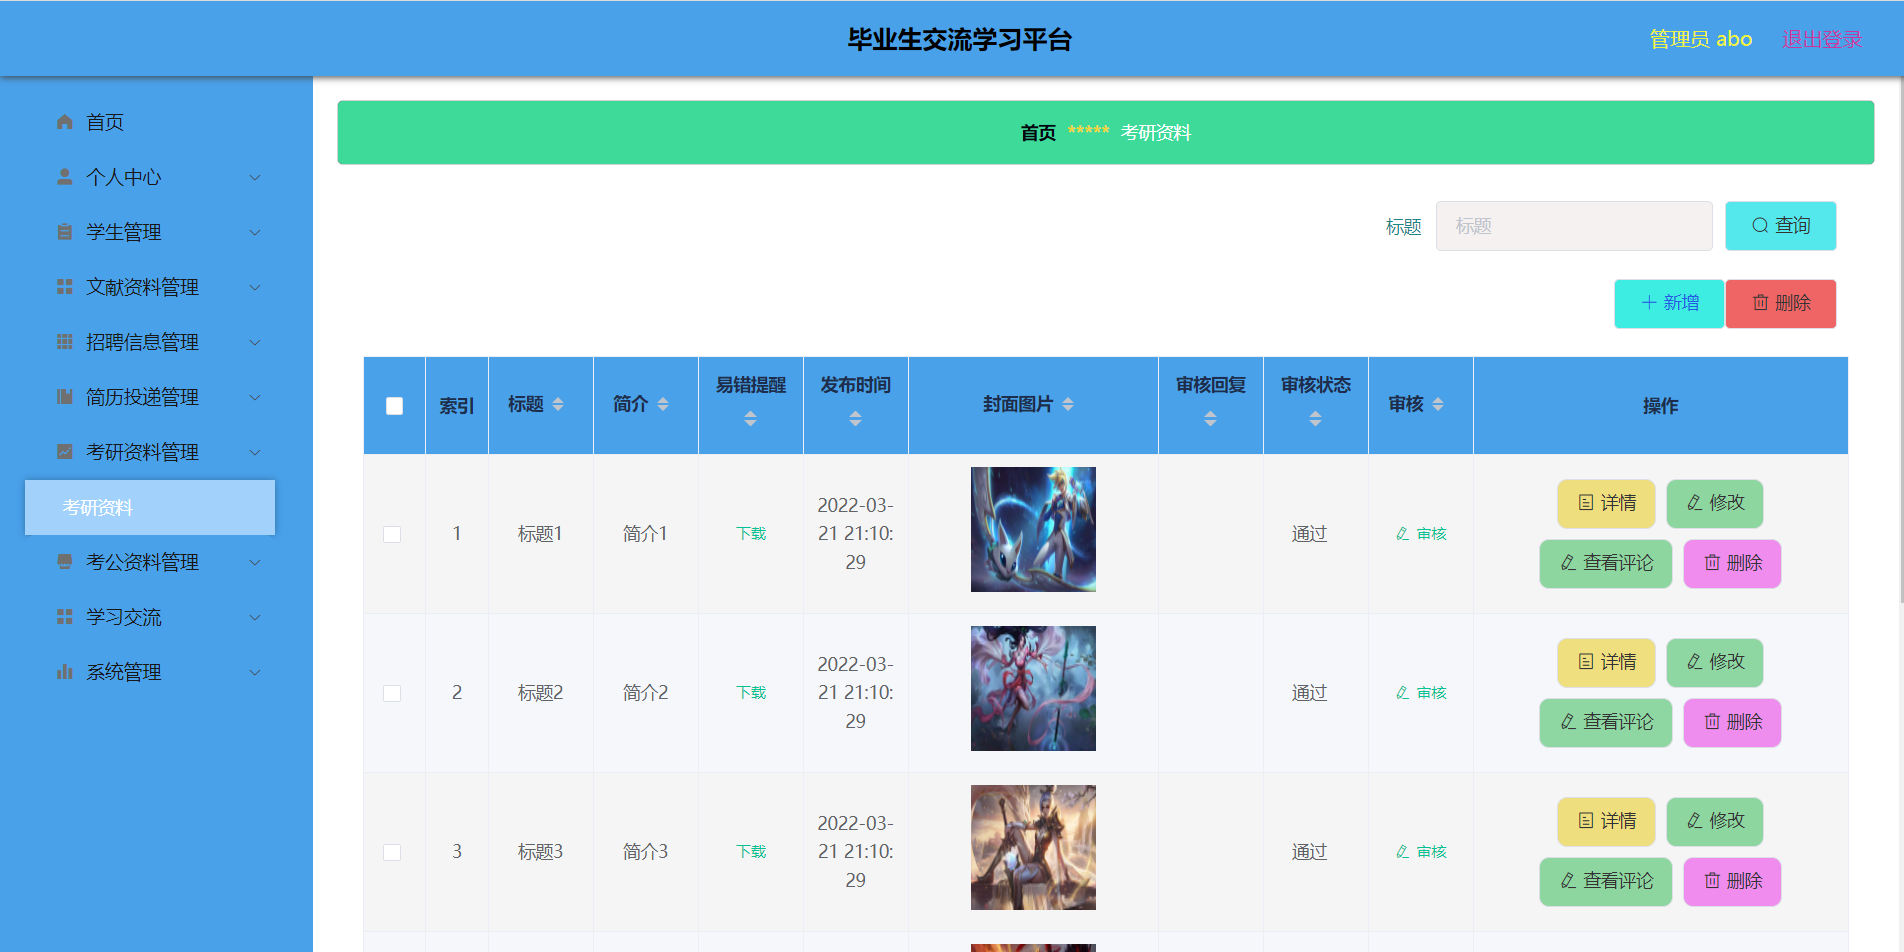 毕业生交流学习平台
管理员 abo 退出登录
首页
个人中心
学生管理
文献资料管理
招聘信息管理
简历投递管理
考研资料管理
考研资料
考公资料管理
学习交流
系统管理
首页 ***** 考研资料
标题 标题 查询
新增 删除
索引 标题 简介 易错提醒 发布时间 封面图片 审核回复 审核状态 审核 操作
1 标题1 简介1 下载 2022-03-
21 21:10:
29
通过 审核
详情 修改
查看评论 删除
2 标题2 简介2 下载 2022-03-
21 21:10:
29
通过 审核
详情 修改
查看评论 删除
3 标题3 简介3 下载 2022-03-
21 21:10:
29
通过 审核
详情 修改
查看评论 删除